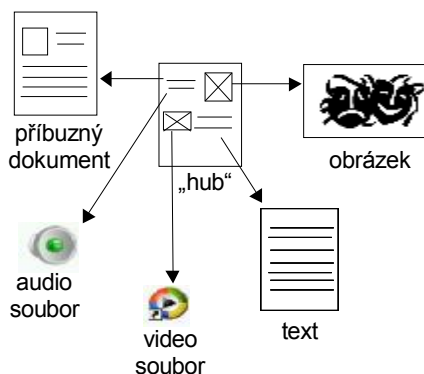 příbuzný
dokument
„hub“
obrázek
audio
soubor
video
soubor
text